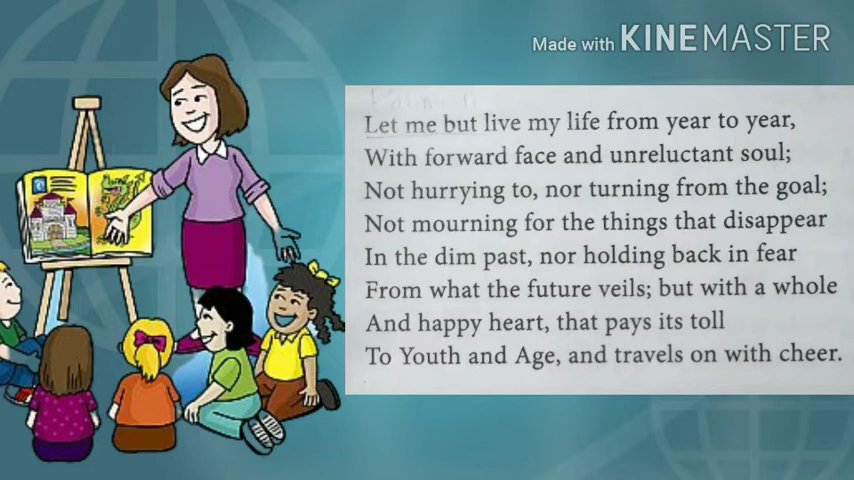 Made with KINEMASTER
Let me but live my life from year to year,
With forward face and unreluctant soul;
Not hurrying to, nor turning from the goal;
Not mourning for the things that disappear
In the dim past, nor holding back in fear
From what the future veils; but with a whole
And happy heart, that pays its toll
To Youth and Age, and travels on with cheer.